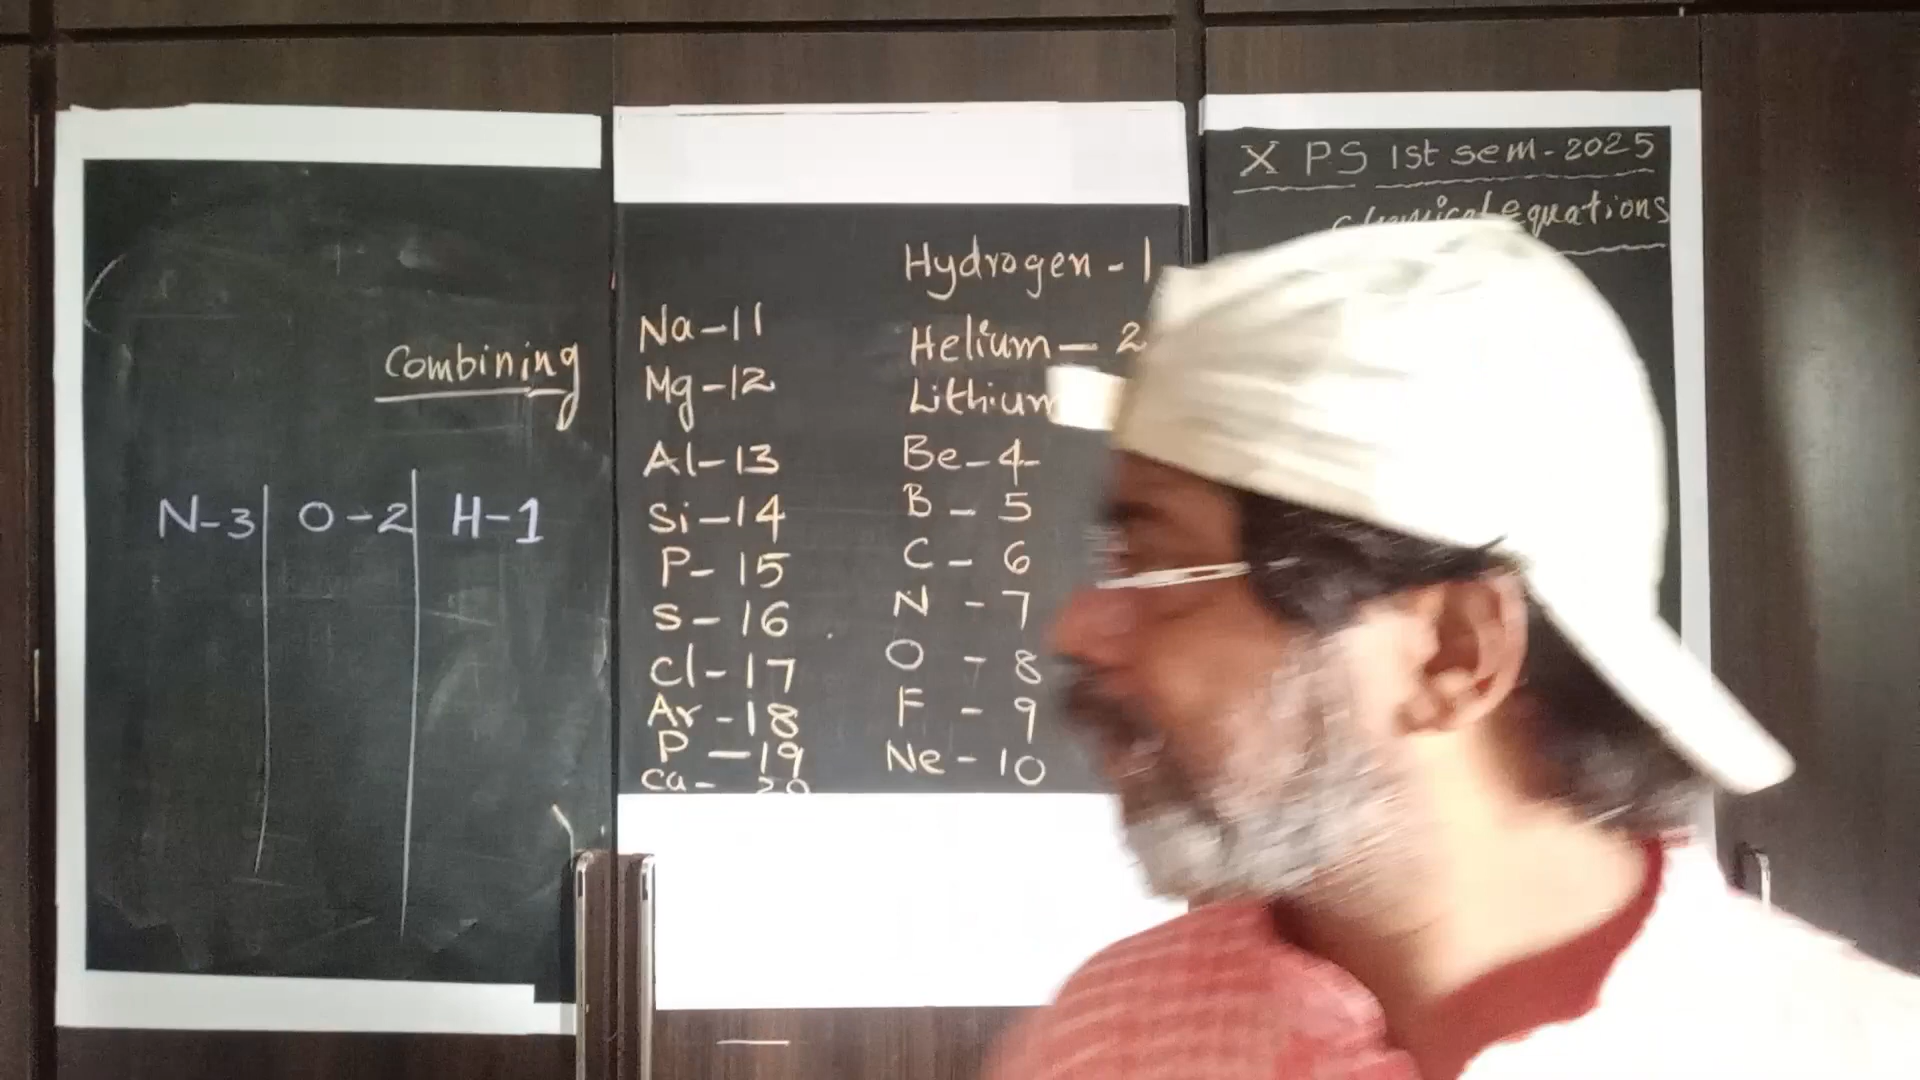 Combining
N-3 | O-2 | H-1
Na-11
Mg-12
Al-13
Si-14
P-15
S-16
Cl-17
Ar-18
P-19
Ca-20
Hydrogen-1
Helium-2
Lithium
Be-4
B-5
C-6
N-7
O-8
F-9
Ne-10
X PS 1st sem-2025
Chemical equations